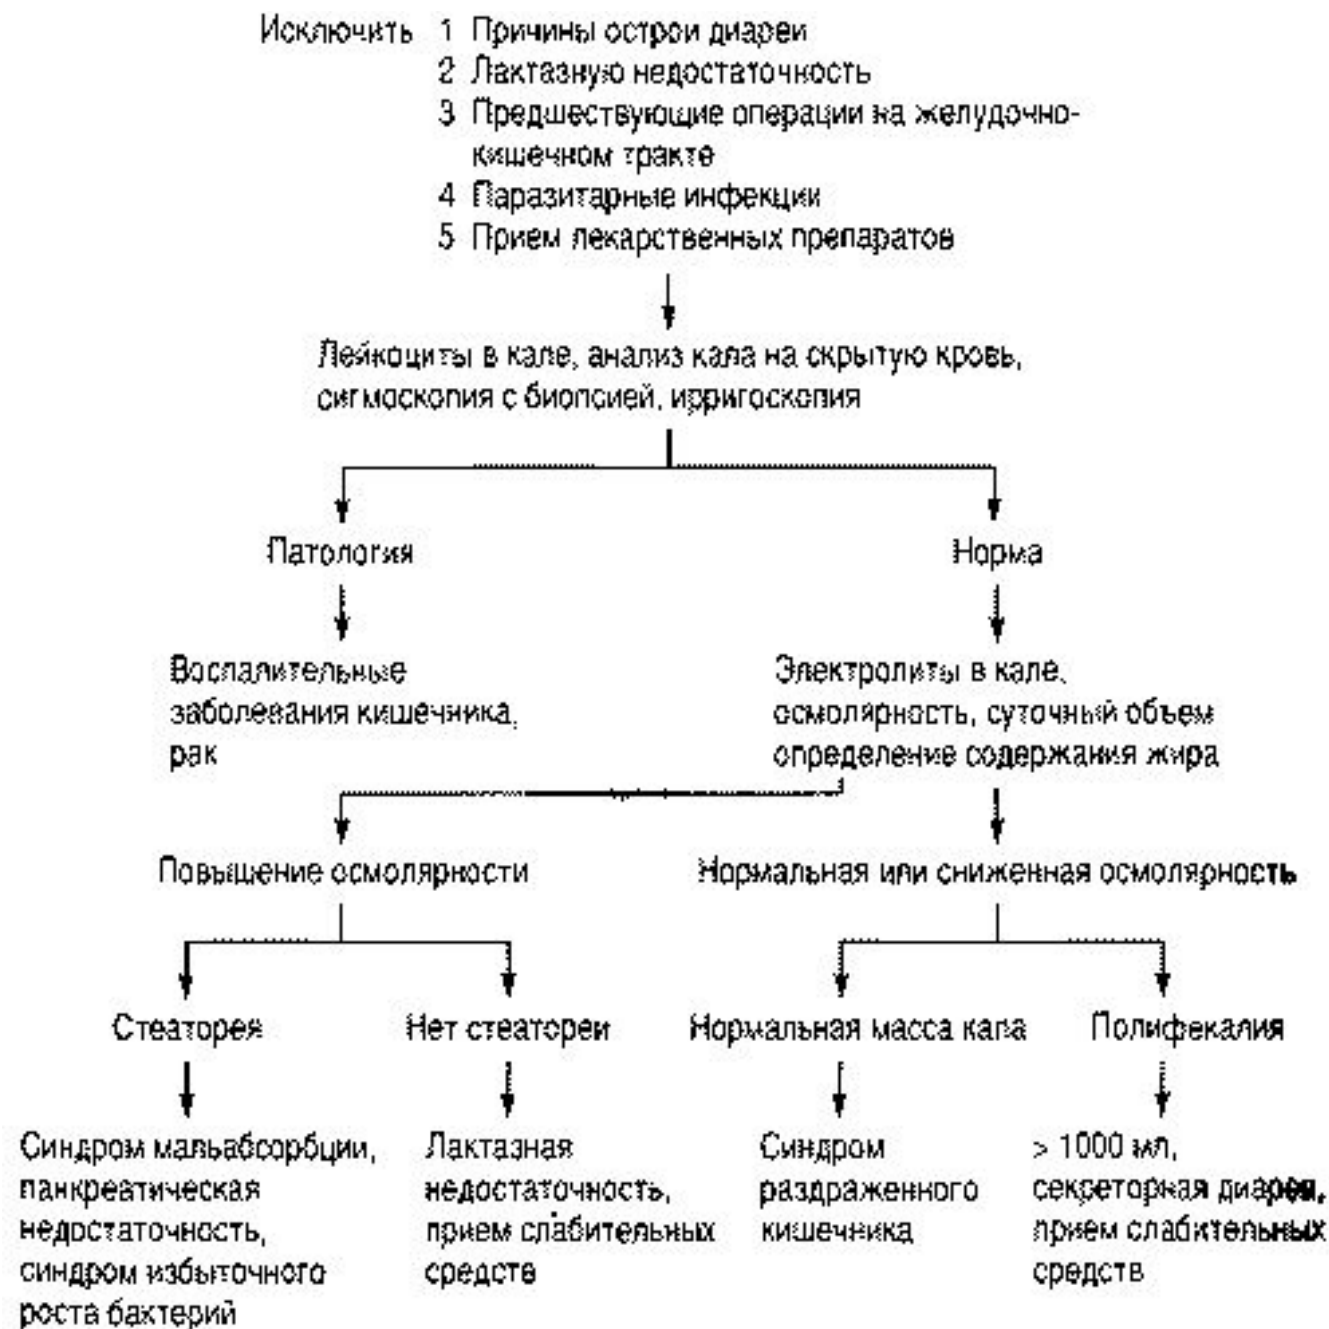 Исключить 1 Причины острои диареи
2 Лактазную недостаточность
3 Предшествующие операции на желудочно-
кишечном тракте
4 Паразитарные инфекции
5 Прием лекарственных препаратов
Лейкоциты в кале, анализ кала на скрытую кровь,
сигмоскопия с биопсией, ирригоскопия
Патология
Норма
Воспалительные
заболевания кишечника,
рак
Электролиты в кале,
осмолярность, суточный объем
определение содержания жира
Повышение осмолярности
Нормальная или сниженная осмолярность
Стеаторея
Нет стеатореи
Нормальная масса кала
Полифекалия
Синдром мальабсорбции,
панкреатическая
недостаточность,
синдром избыточного
роста бактерий
Лактазная
недостаточность,
прием слабительных
средств
Синдром
раздраженного
кишечника
> 1000 мл,
секреторная диарея,
прием слабительных
средств